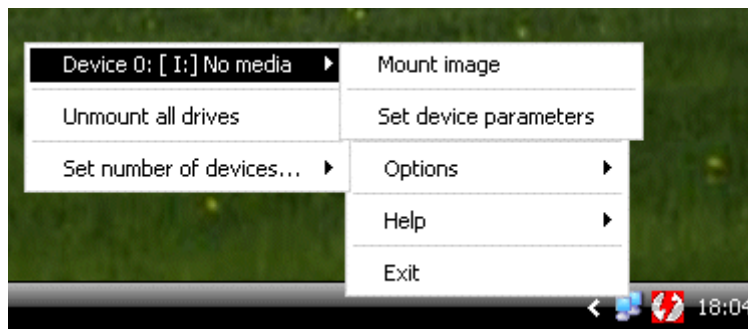 Device 0: [ I:] No media
Unmount all drives
Set number of devices...
Mount image
Set device parameters
Options
Help
Exit
18:04